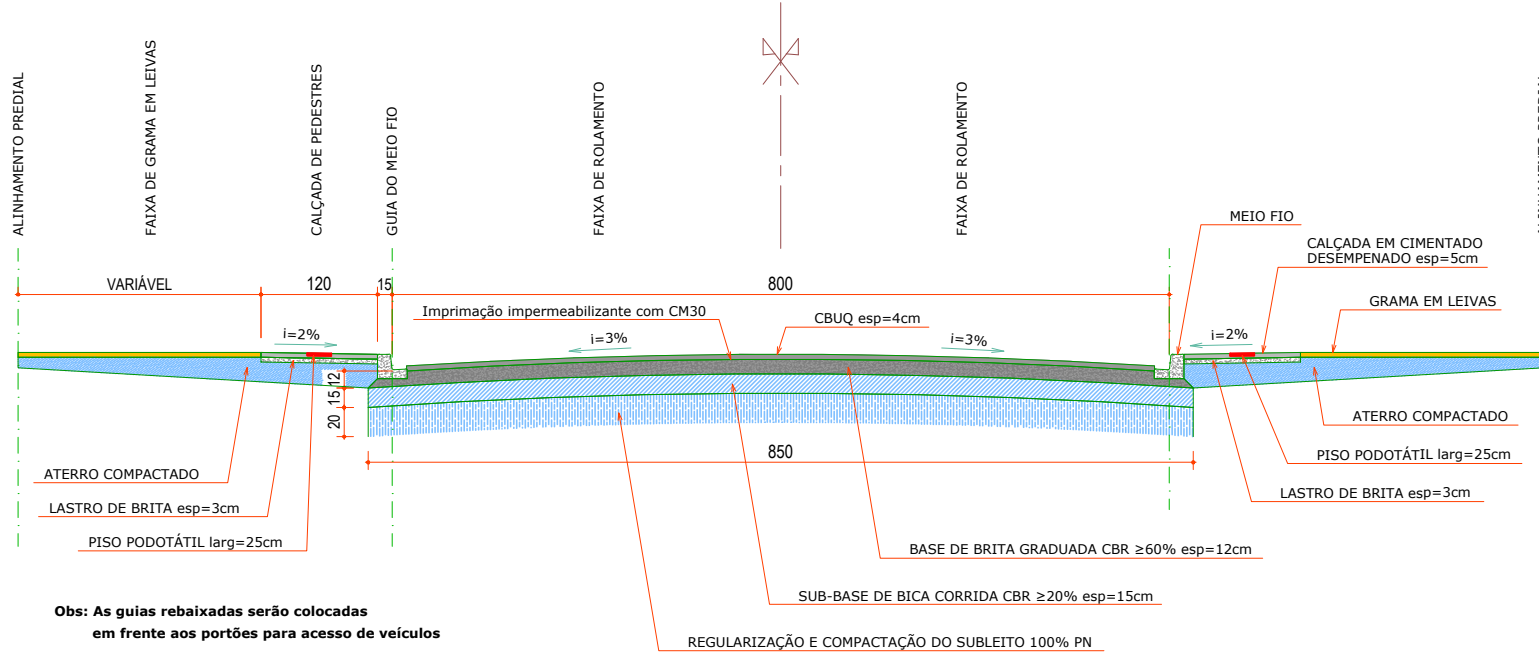 ALINHAMENTO PREDIAL
FAIXA DE GRAMA EM LEIVAS
CALÇADA DE PEDESTRES
GUIA DO MEIO FIO
FAIXA DE ROLAMENTO
FAIXA DE ROLAMENTO
MEIO FIO
CALÇADA EM CIMENTADO
DESEMPENADO esp=5cm
GRAMA EM LEIVAS
VARIÁVEL
120
15
800
Imprimação impermeabilizante com CM30
CBUQ esp=4cm
i=2%
i=3%
i=3%
i=2%
12
15
20
850
ATERRO COMPACTADO
LASTRO DE BRITA esp=3cm
PISO PODOTÁTIL larg=25cm
ATERRO COMPACTADO
PISO PODOTÁTIL larg=25cm
LASTRO DE BRITA esp=3cm
BASE DE BRITA GRADUADA CBR ≥60% esp=12cm
SUB-BASE DE BICA CORRIDA CBR ≥20% esp=15cm
REGULARIZAÇÃO E COMPACTAÇÃO DO SUBLEITO 100% PN
Obs: As guias rebaixadas serão colocadas
em frente aos portões para acesso de veículos